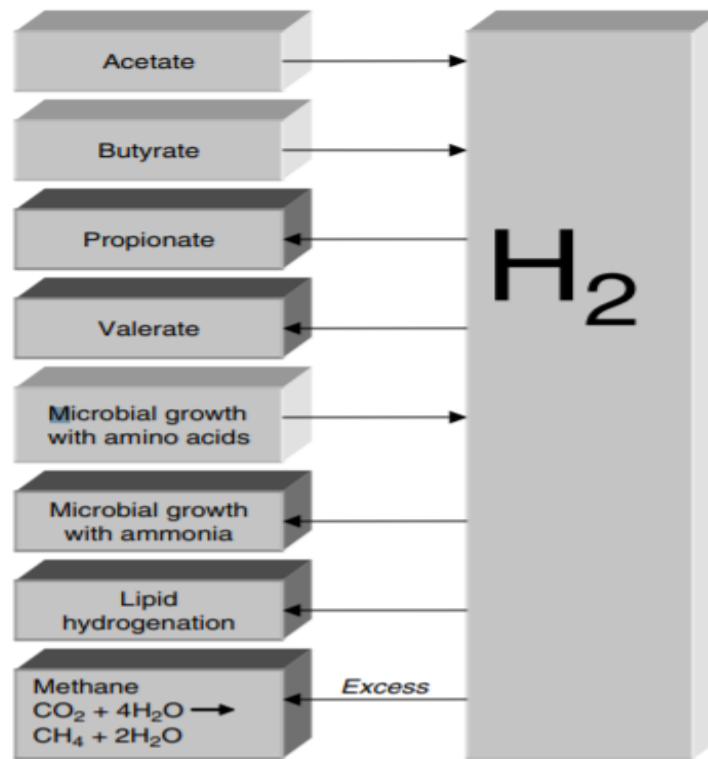 Acetate
Butyrate
Propionate
H₂
Valerate
Microbial growth
with amino acids
Microbial growth
with ammonia
Lipid
hydrogenation
Excess
Methane
CO₂ + 4H₂O →
CH₄ + 2H₂O